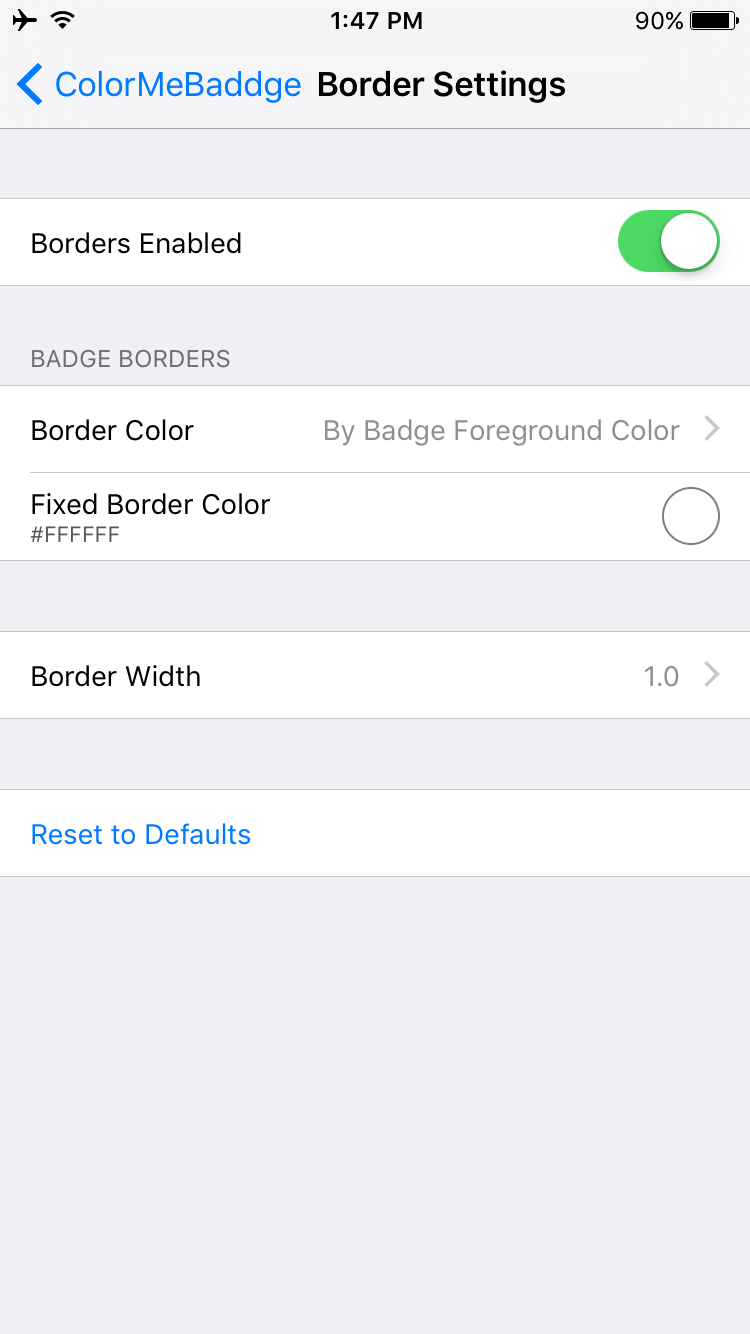 1:47 PM
90%
ColorMeBaddge
Border Settings
Borders Enabled
BADGE BORDERS
Border Color
By Badge Foreground Color
Fixed Border Color
#FFFFFF
Border Width
1.0
Reset to Defaults